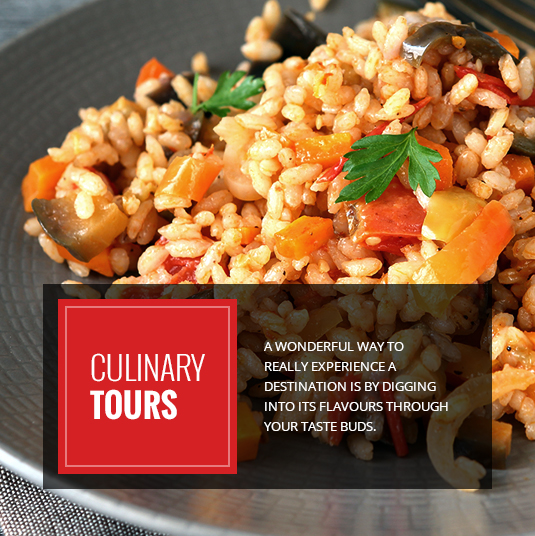 CULINARY
TOURS
A WONDERFUL WAY TO
REALLY EXPERIENCE A
DESTINATION IS BY DIGGING
INTO ITS FLAVOURS THROUGH
YOUR TASTE BUDS.